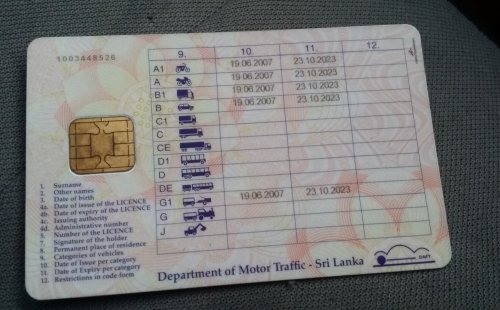 1003448526
9. 10. 11. 12.
A1 19.06.2007 23.10.2023
A 19.06.2007 23.10.2023
B1 19.06.2007 23.10.2023
B 19.06.2007 23.10.2023
C1
C
CE
D1
D
DE
G1 19.06.2007 23.10.2023
G
J
1. Surname
2. Other names
3. Date of birth
4a. Date of issue of the LICENCE
4b. Date of expiry of the LICENCE
4c. Issuing authority
4d. Administrative number
5. Number of the LICENCE
7. Signature of the holder
8. Permanent place of residence
9. Categories of vehicles
10. Date of Issue per category
11. Date of Expiry per category
12. Restrictions in code form
Department of Motor Traffic - Sri Lanka
DMT